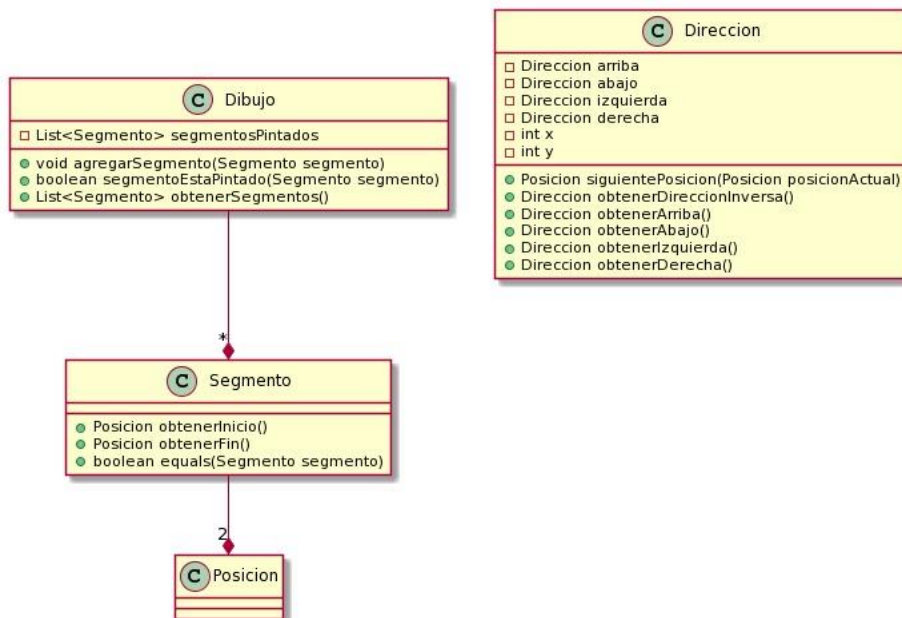 C Dibujo
List<Segmento> segmentosPintados
void agregarSegmento(Segmento segmento)
boolean segmentoEstaPintado(Segmento segmento)
List<Segmento> obtenerSegmentos()
C Direccion
Direccion arriba
Direccion abajo
Direccion izquierda
Direccion derecha
int x
int y
Posicion siguientePosicion(Posicion posicionActual)
Direccion obtenerDireccionInversa()
Direccion obtenerArriba()
Direccion obtenerAbajo()
Direccion obtenerIzquierda()
Direccion obtenerDerecha()
*
C Segmento
Posicion obtenerInicio()
Posicion obtenerFin()
boolean equals(Segmento segmento)
2
C Posicion